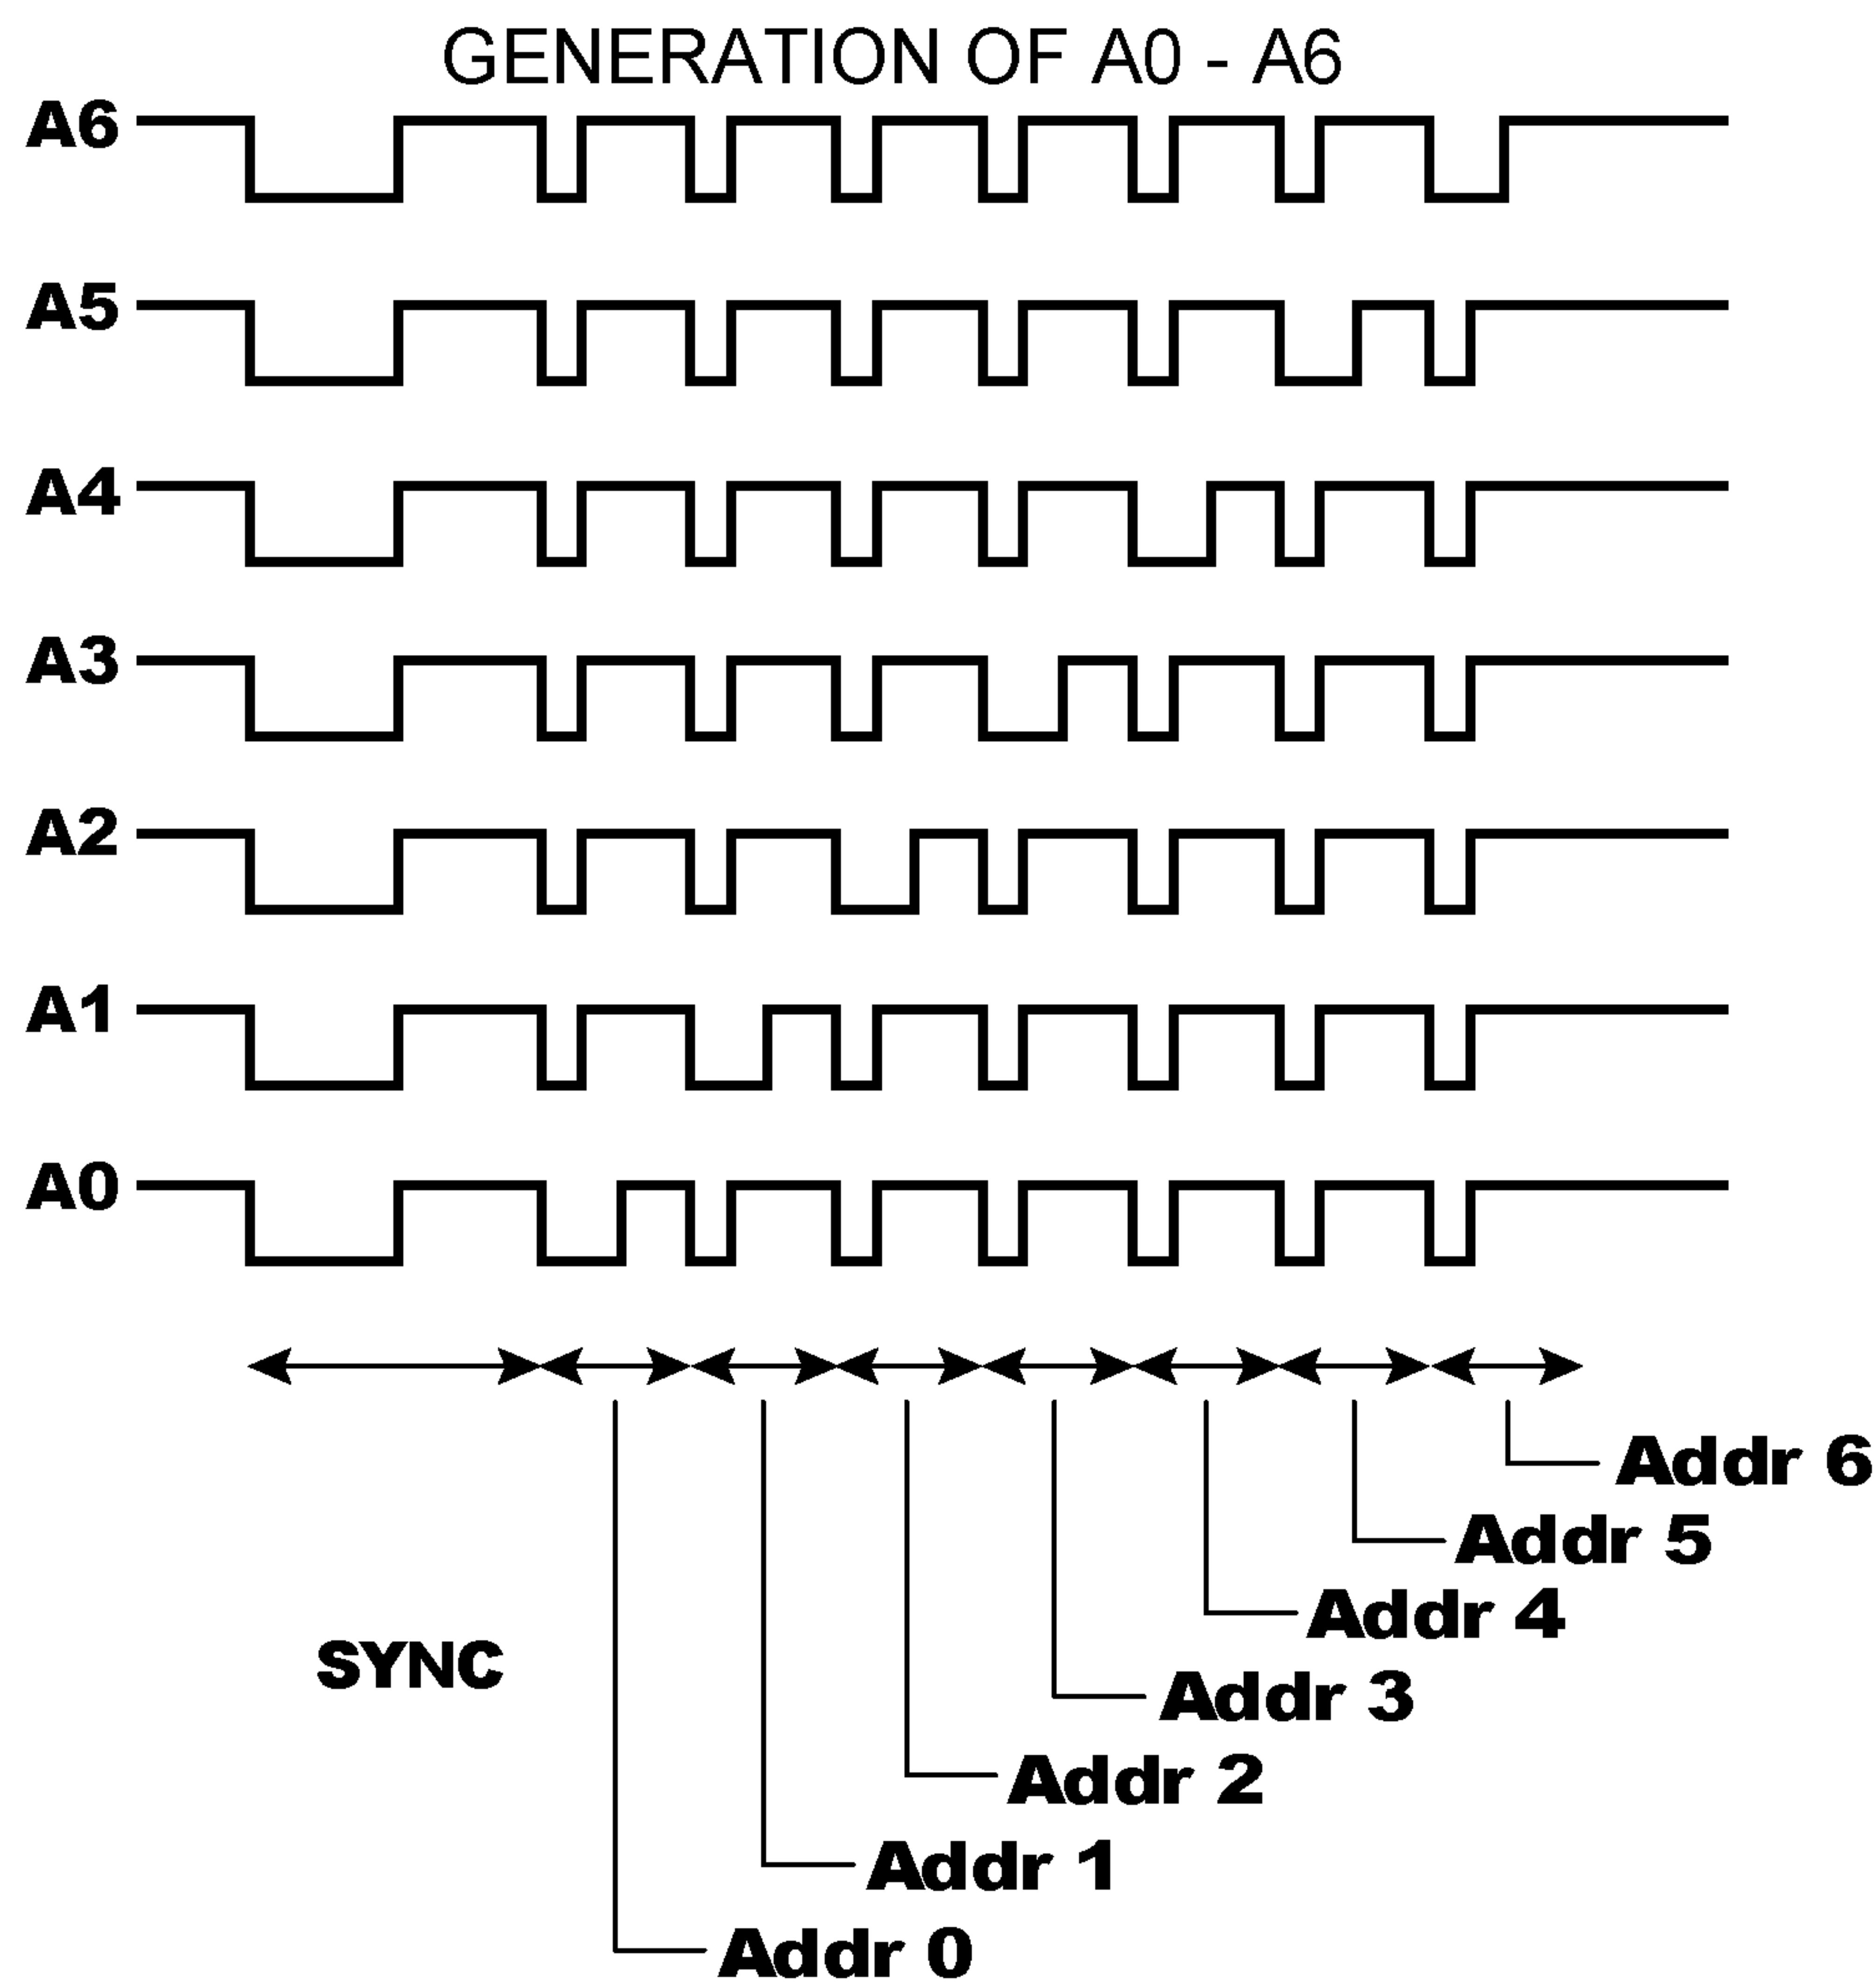 GENERATION OF A0 - A6
A6
A5
A4
A3
A2
A1
A0
Addr 6
Addr 5
Addr 4
SYNC
Addr 3
Addr 2
Addr 1
Addr 0